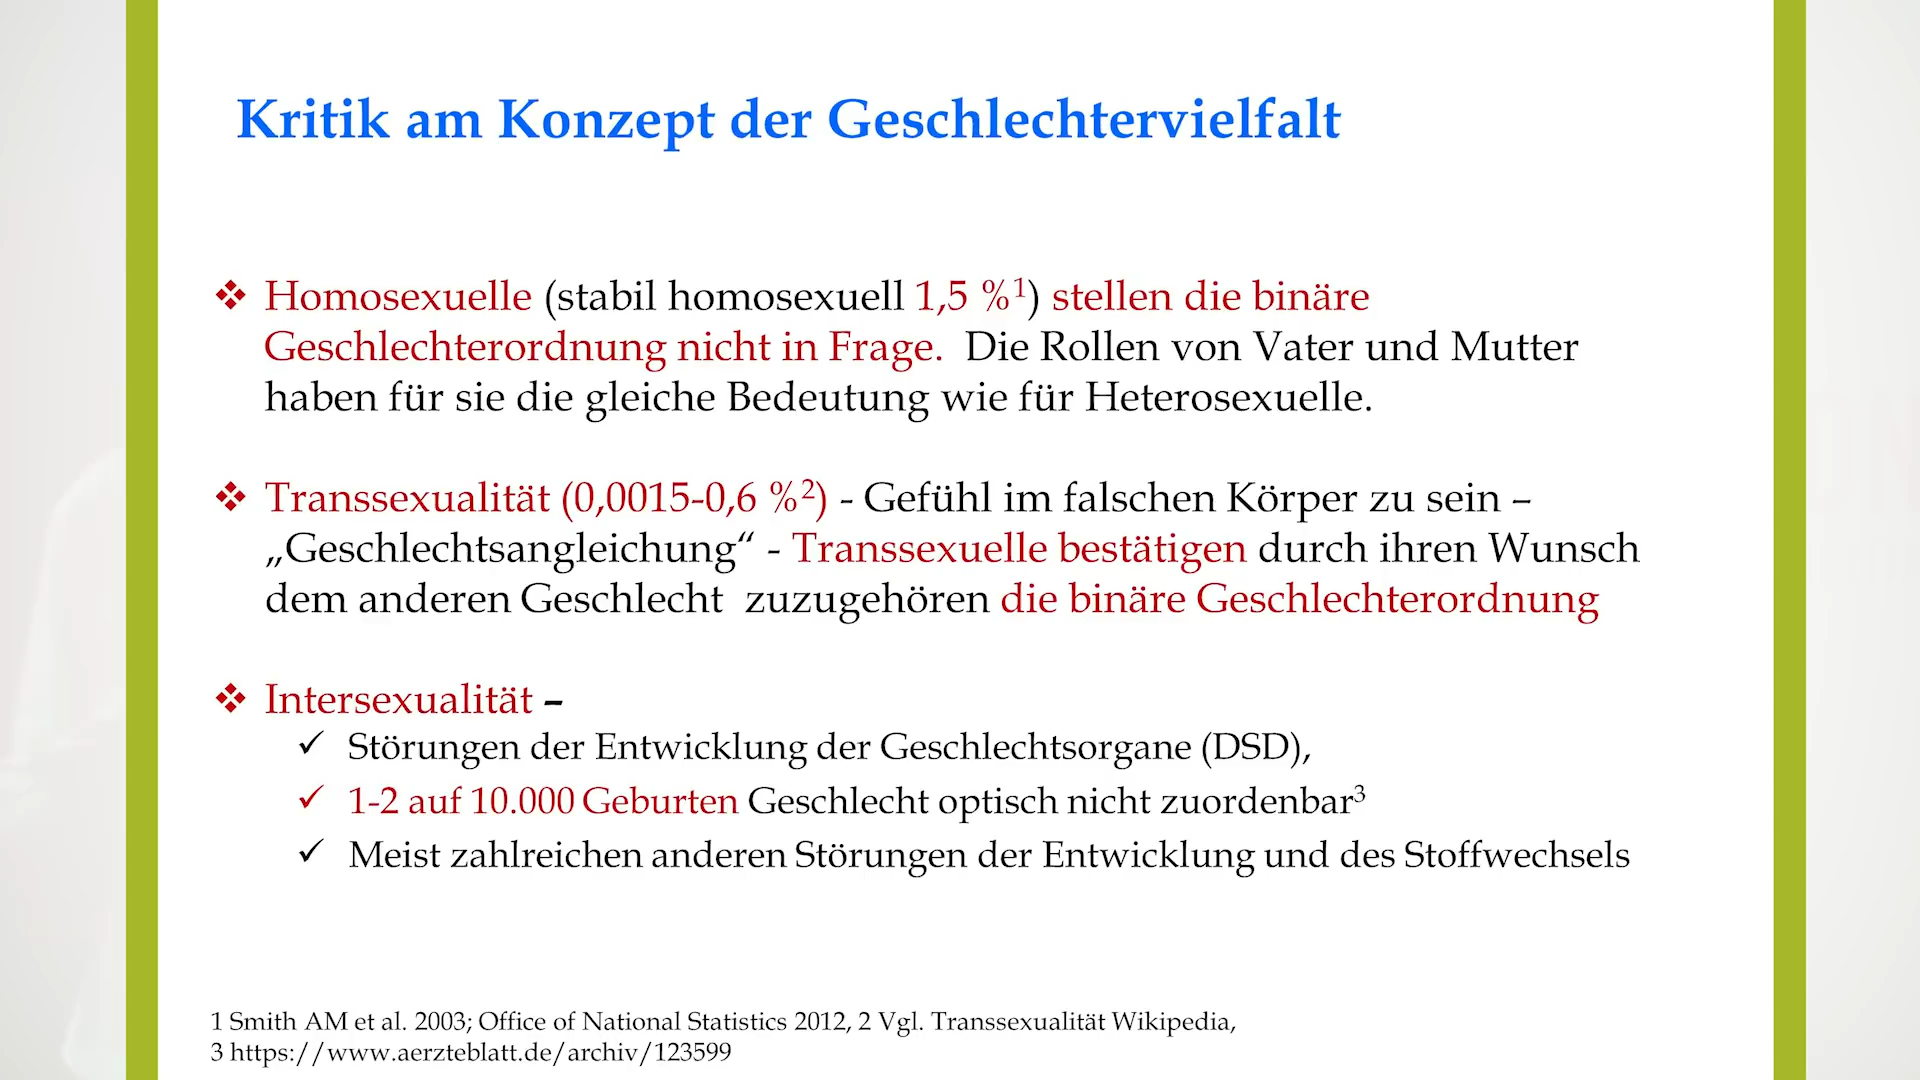 Kritik am Konzept der Geschlechtervielfalt
❖ Homosexuelle (stabil homosexuell 1,5 %¹) stellen die binäre
Geschlechterordnung nicht in Frage. Die Rollen von Vater und Mutter
haben für sie die gleiche Bedeutung wie für Heterosexuelle.
❖ Transsexualität (0,0015-0,6 %²) - Gefühl im falschen Körper zu sein –
„Geschlechtsangleichung“ - Transsexuelle bestätigen durch ihren Wunsch
dem anderen Geschlecht zuzugehören die binäre Geschlechterordnung
❖ Intersexualität –
✓ Störungen der Entwicklung der Geschlechtsorgane (DSD),
✓ 1-2 auf 10.000 Geburten Geschlecht optisch nicht zuordenbar³
✓ Meist zahlreichen anderen Störungen der Entwicklung und des Stoffwechsels
1 Smith AM et al. 2003; Office of National Statistics 2012, 2 Vgl. Transsexualität Wikipedia,
3 https://www.aerzteblatt.de/archiv/123599